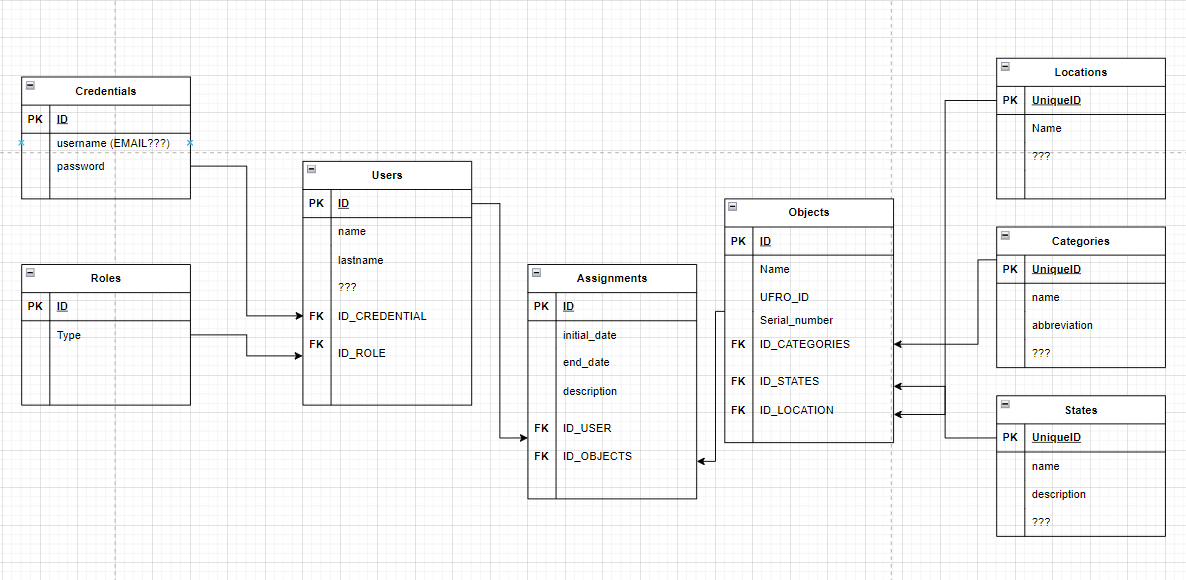 Credentials
PK ID
username (EMAIL???)
password
Roles
PK ID
Type
Users
PK ID
name
lastname
???
FK ID_CREDENTIAL
FK ID_ROLE
Assignments
PK ID
initial_date
end_date
description
FK ID_USER
FK ID_OBJECTS
Objects
PK ID
Name
UFRO_ID
Serial_number
FK ID_CATEGORIES
FK ID_STATES
FK ID_LOCATION
Locations
PK UniqueID
Name
???
Categories
PK UniqueID
name
abbreviation
???
States
PK UniqueID
name
description
???